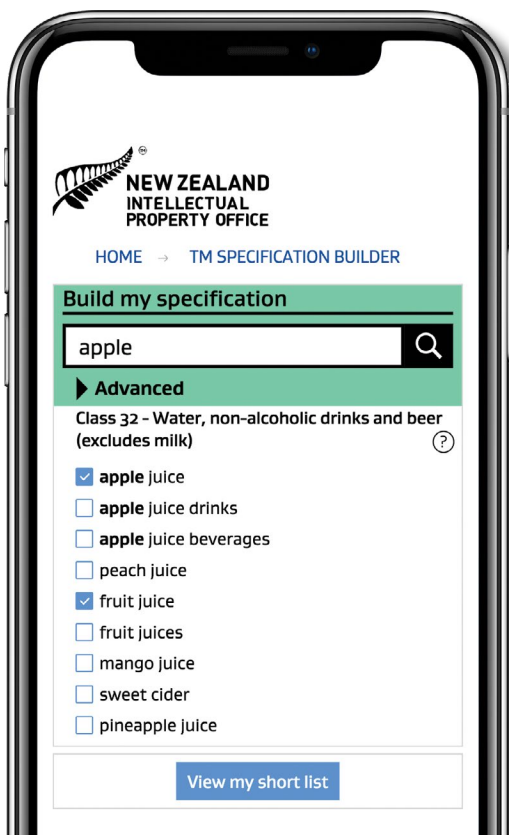 TM
NEW ZEALAND
INTELLECTUAL
PROPERTY OFFICE
HOME → TM SPECIFICATION BUILDER
Build my specification
apple
Advanced
Class 32 - Water, non-alcoholic drinks and beer
(excludes milk)
?
apple juice
apple juice drinks
apple juice beverages
peach juice
fruit juice
fruit juices
mango juice
sweet cider
pineapple juice
View my short list